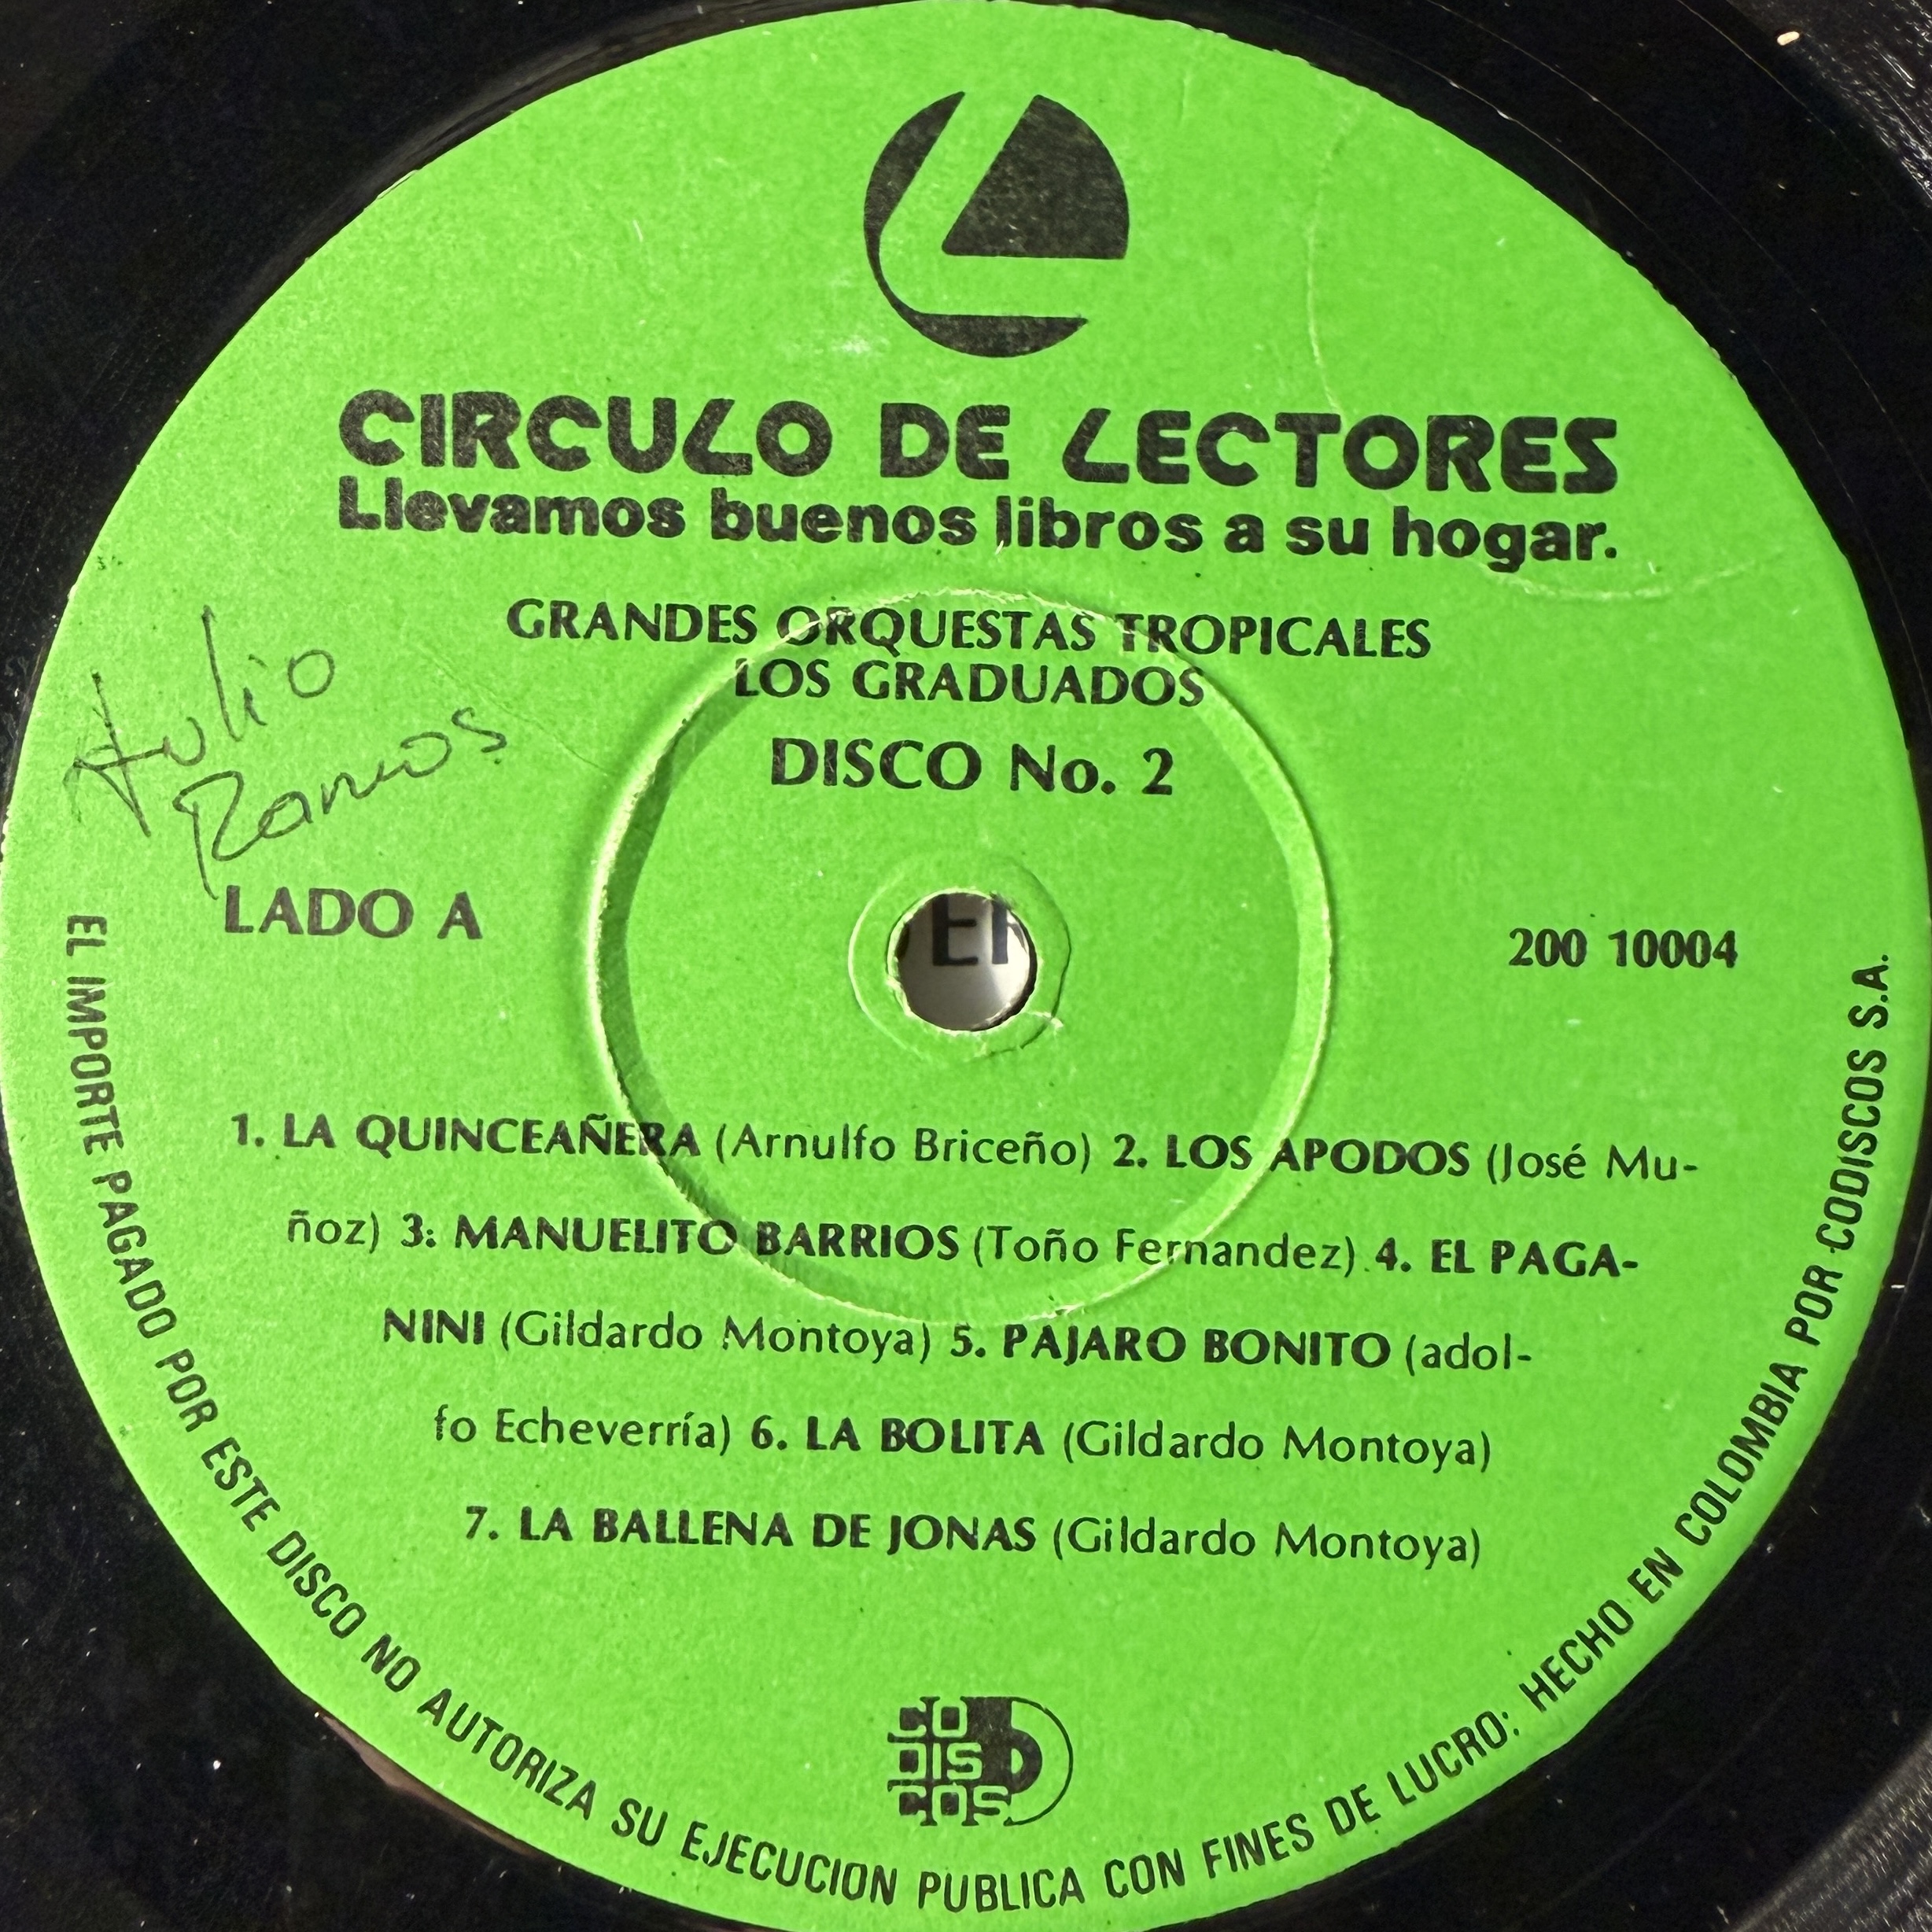 CIRCULO DE LECTORES
Llevamos buenos libros a su hogar.
GRANDES ORQUESTAS TROPICALES
LOS GRADUADOS
DISCO No. 2
Julio
Ramos
LADO A
200 10004
1. LA QUINCEAÑERA (Arnulfo Briceño) 2. LOS APODOS (José Mu-
ñoz) 3: MANUELITO BARRIOS (Toño Fernandez) 4. EL PAGA-
NINI (Gildardo Montoya) 5. PAJARO BONITO (adol-
fo Echeverría) 6. LA BOLITA (Gildardo Montoya)
7. LA BALLENA DE JONAS (Gildardo Montoya)
CO
DIS
COS
EL IMPORTE PAGADO POR ESTE DISCO NO AUTORIZA SU EJECUCION PUBLICA CON FINES DE LUCRO: HECHO EN COLOMBIA POR CODISCOS S.A.